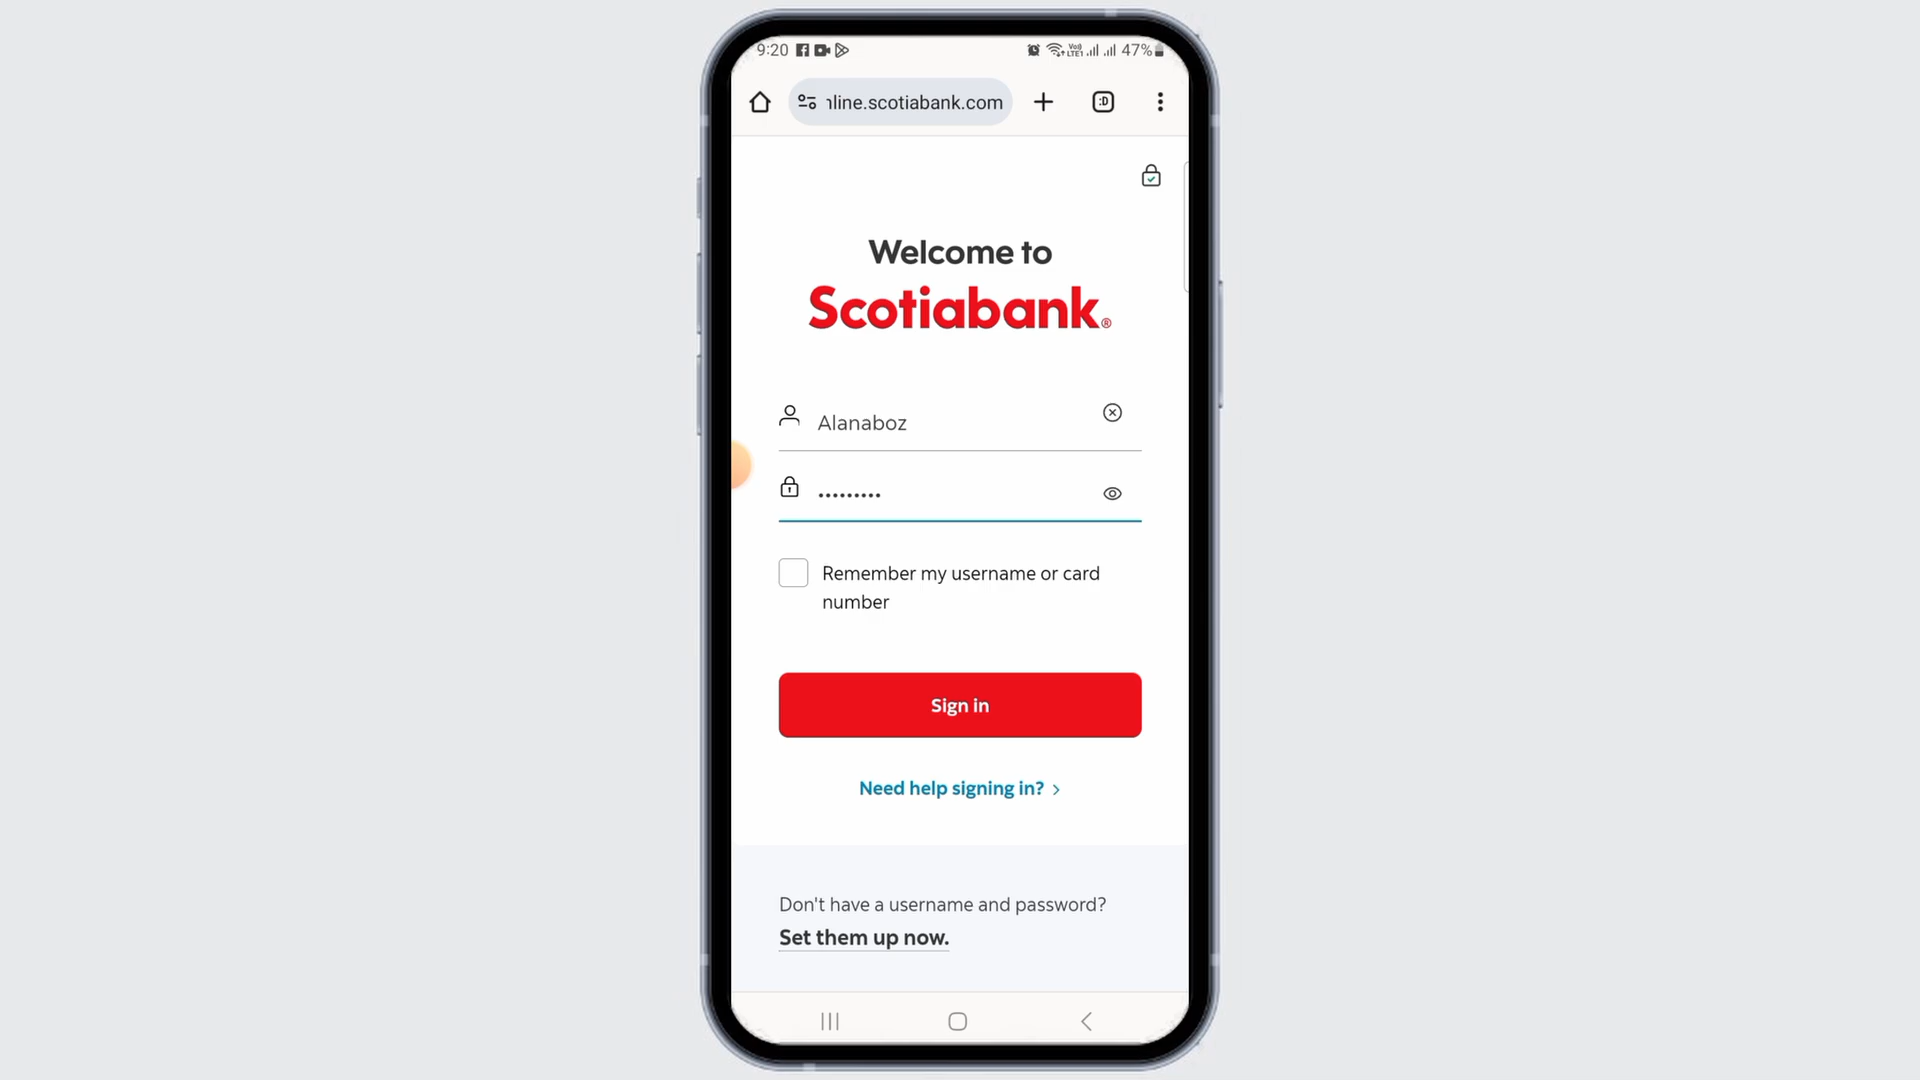 9:20 47%
nline.scotiabank.com :D
Welcome to
Scotiabank®
Alanaboz
•••••••••
Remember my username or card
number
Sign in
Need help signing in? >
Don't have a username and password?
Set them up now.